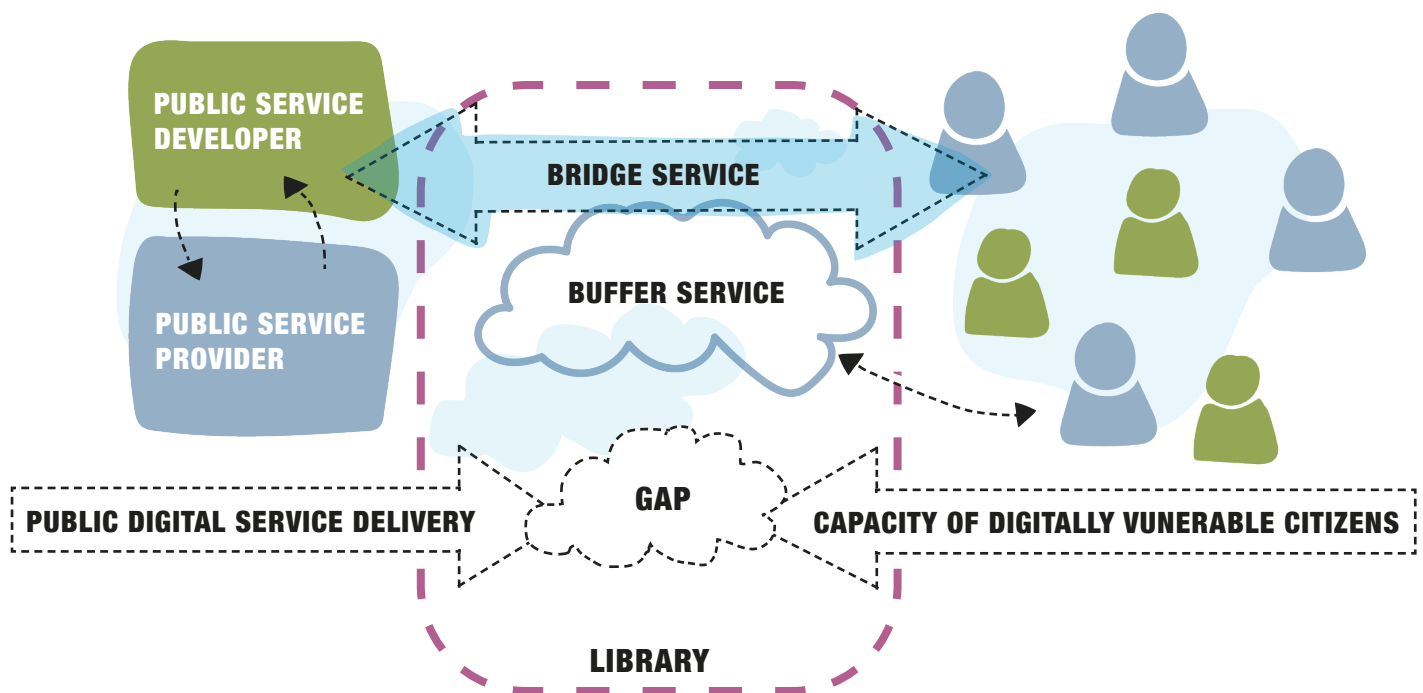 PUBLIC SERVICE
DEVELOPER
BRIDGE SERVICE
BUFFER SERVICE
PUBLIC SERVICE
PROVIDER
GAP
PUBLIC DIGITAL SERVICE DELIVERY
CAPACITY OF DIGITALLY VUNERABLE CITIZENS
LIBRARY